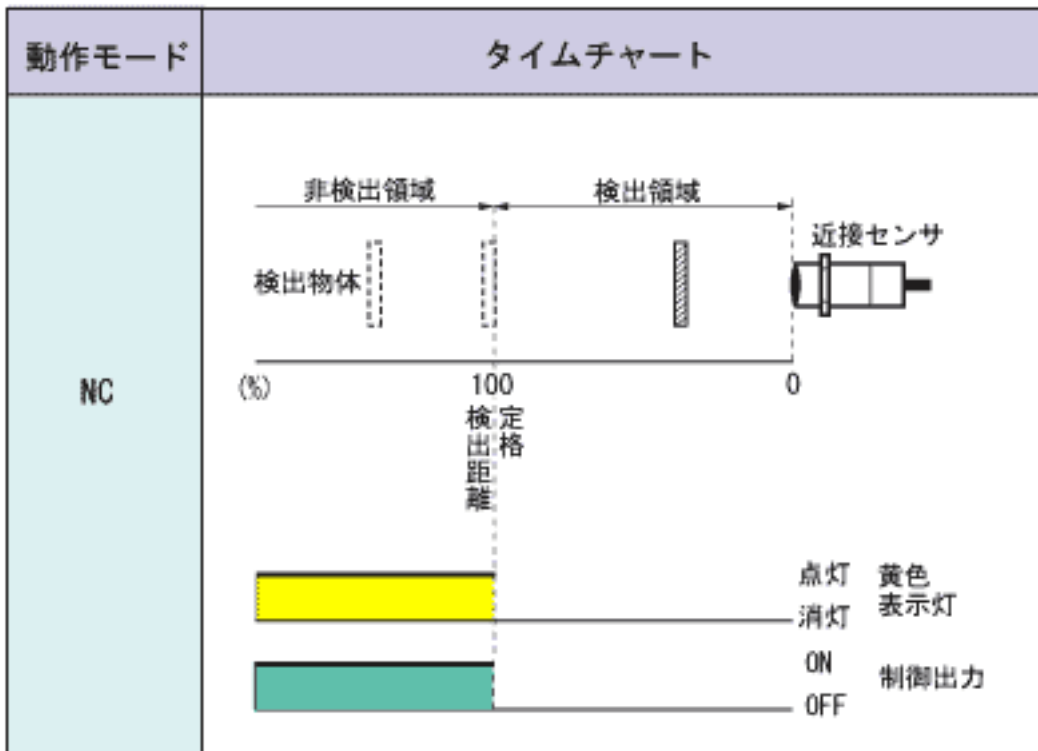 動作モード
タイムチャート
NC
非検出領域
検出領域
近接センサ
検出物体
(%)
100
0
定格
検出距離
点灯
黄色
表示灯
消灯
ON
制御出力
OFF